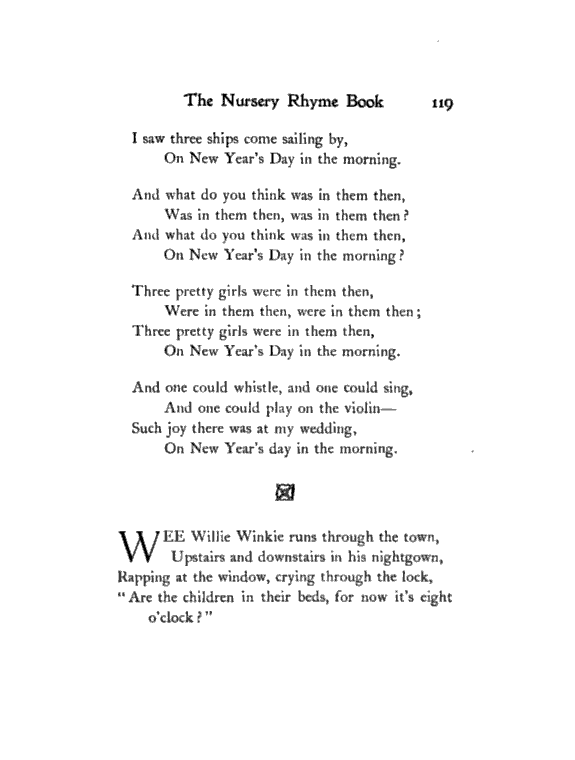 The Nursery Rhyme Book 119
I saw three ships come sailing by,
On New Year's Day in the morning.
And what do you think was in them then,
Was in them then, was in them then?
And what do you think was in them then,
On New Year's Day in the morning?
Three pretty girls were in them then,
Were in them then, were in them then;
Three pretty girls were in them then,
On New Year's Day in the morning.
And one could whistle, and one could sing,
And one could play on the violin—
Such joy there was at my wedding,
On New Year's day in the morning.
WEE Willie Winkie runs through the town,
Upstairs and downstairs in his nightgown,
Rapping at the window, crying through the lock,
"Are the children in their beds, for now it's eight
o'clock?"